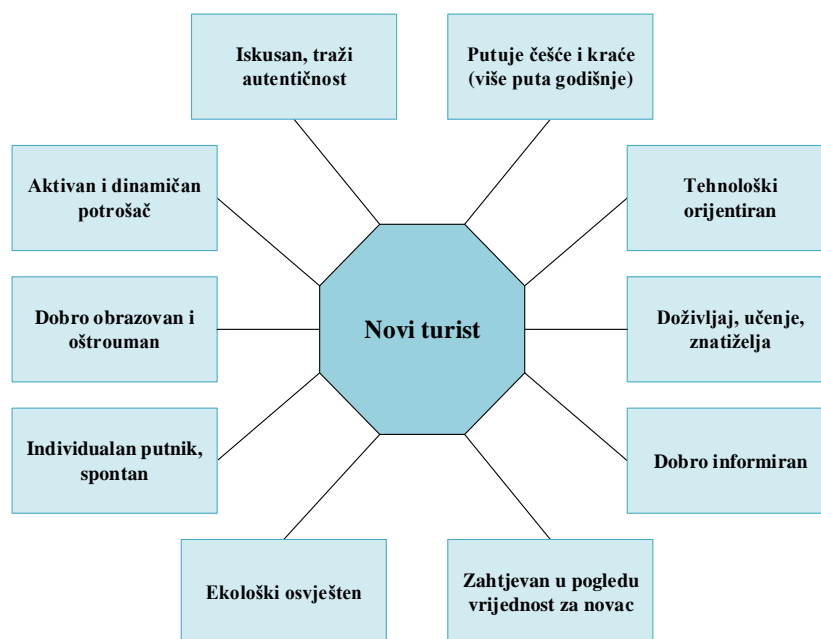 Iskusan, traži
autentičnost
Putuje češće i kraće
(više puta godišnje)
Aktivan i dinamičan
potrošač
Tehnološki
orijentiran
Dobro obrazovan i
oštrouman
Novi turist
Doživljaj, učenje,
znatiželja
Individualan putnik,
spontan
Dobro informiran
Ekološki osvješten
Zahtjevan u pogledu
vrijednost za novac